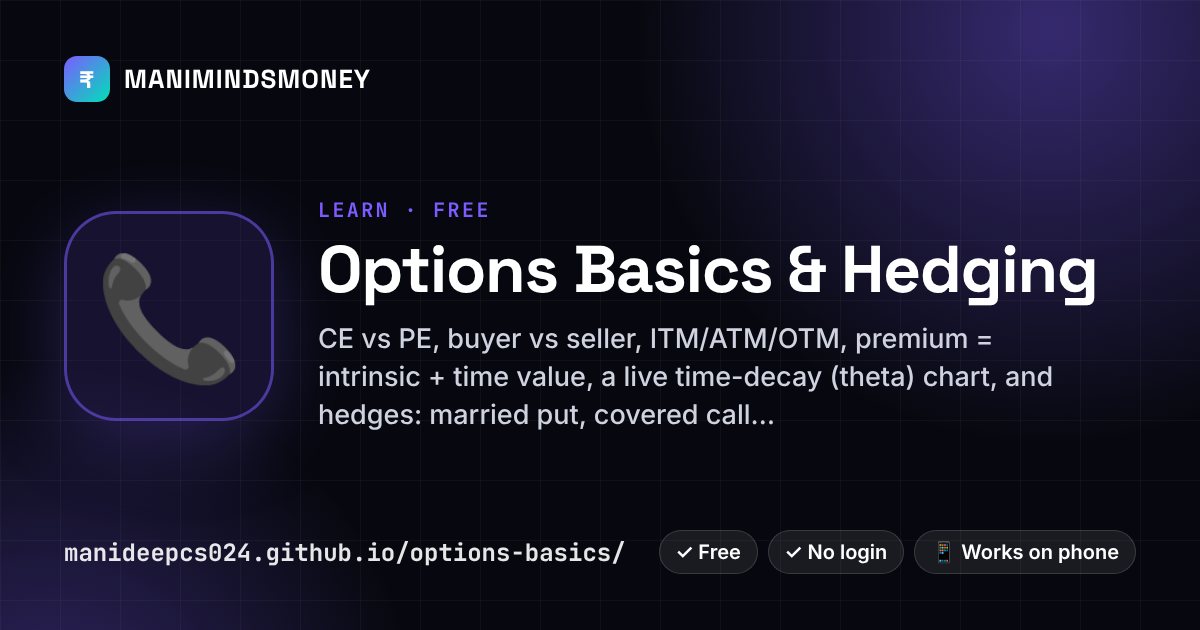 ₹ MANIMINDSMONEY
LEARN · FREE
Options Basics & Hedging
CE vs PE, buyer vs seller, ITM/ATM/OTM, premium =
intrinsic + time value, a live time-decay (theta) chart, and
hedges: married put, covered call…
manideepcs024.github.io/options-basics/
✓ Free
✓ No login
📱 Works on phone